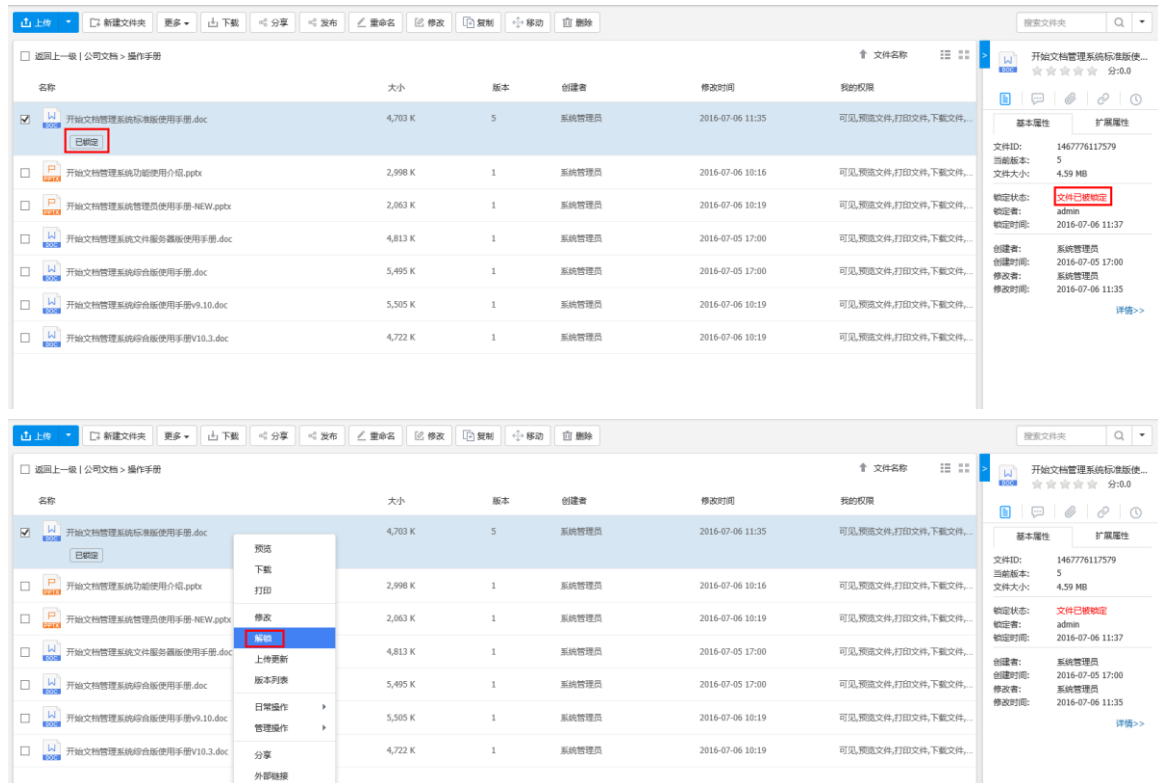 上传 新建文件夹 更多 下载 分享 发布 重命名 修改 复制 移动 删除 搜索文件夹
返回上一级 | 公司文档 > 操作手册 文件名称
名称 大小 版本 创建者 修改时间 我的权限
开始文档管理系统标准版使用手册.doc 4,703 K 5 系统管理员 2016-07-06 11:35 可见,预览文件,打印文件,下载文件,...
已锁定
开始文档管理系统功能使用介绍.pptx 2,998 K 1 系统管理员 2016-07-06 10:16 可见,预览文件,打印文件,下载文件,...
开始文档管理系统管理员使用手册-NEW.pptx 2,063 K 1 系统管理员 2016-07-06 10:19 可见,预览文件,打印文件,下载文件,...
开始文档管理系统文件服务器版使用手册.doc 4,813 K 1 系统管理员 2016-07-05 17:00 可见,预览文件,打印文件,下载文件,...
开始文档管理系统综合版使用手册.doc 5,495 K 1 系统管理员 2016-07-05 17:00 可见,预览文件,打印文件,下载文件,...
开始文档管理系统综合版使用手册v9.10.doc 5,505 K 1 系统管理员 2016-07-06 10:19 可见,预览文件,打印文件,下载文件,...
开始文档管理系统综合版使用手册V10.3.doc 4,722 K 1 系统管理员 2016-07-06 10:19 可见,预览文件,打印文件,下载文件,...
开始文档管理系统标准版使...
分:0.0
基本属性 扩展属性
文件ID: 1467776117579
当前版本: 5
文件大小: 4.59 MB
锁定状态: 文件已被锁定
锁定者: admin
锁定时间: 2016-07-06 11:37
创建者: 系统管理员
创建时间: 2016-07-05 17:00
修改者: 系统管理员
修改时间: 2016-07-06 11:35
详情>>
上传 新建文件夹 更多 下载 分享 发布 重命名 修改 复制 移动 删除 搜索文件夹
返回上一级 | 公司文档 > 操作手册 文件名称
名称 大小 版本 创建者 修改时间 我的权限
开始文档管理系统标准版使用手册.doc 4,703 K 5 系统管理员 2016-07-06 11:35 可见,预览文件,打印文件,下载文件,...
已锁定
开始文档管理系统功能使用介绍.pptx 2,998 K 1 系统管理员 2016-07-06 10:16 可见,预览文件,打印文件,下载文件,...
开始文档管理系统管理员使用手册-NEW.pptx 2,063 K 1 系统管理员 2016-07-06 10:19 可见,预览文件,打印文件,下载文件,...
开始文档管理系统文件服务器版使用手册.doc 4,813 K 1 系统管理员 2016-07-05 17:00 可见,预览文件,打印文件,下载文件,...
开始文档管理系统综合版使用手册.doc 5,495 K 1 系统管理员 2016-07-05 17:00 可见,预览文件,打印文件,下载文件,...
开始文档管理系统综合版使用手册v9.10.doc 5,505 K 1 系统管理员 2016-07-06 10:19 可见,预览文件,打印文件,下载文件,...
开始文档管理系统综合版使用手册V10.3.doc 4,722 K 1 系统管理员 2016-07-06 10:19 可见,预览文件,打印文件,下载文件,...
预览
下载
打印
修改
解锁
上传更新
版本列表
日常操作
管理操作
分享
外部链接
开始文档管理系统标准版使...
分:0.0
基本属性 扩展属性
文件ID: 1467776117579
当前版本: 5
文件大小: 4.59 MB
锁定状态: 文件已被锁定
锁定者: admin
锁定时间: 2016-07-06 11:37
创建者: 系统管理员
创建时间: 2016-07-05 17:00
修改者: 系统管理员
修改时间: 2016-07-06 11:35
详情>>